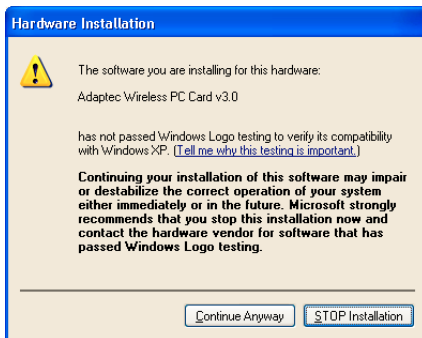 Hardware Installation
The software you are installing for this hardware:
Adaptec Wireless PC Card v3.0
has not passed Windows Logo testing to verify its compatibility
with Windows XP. (Tell me why this testing is important.)
Continuing your installation of this software may impair
or destabilize the correct operation of your system
either immediately or in the future. Microsoft strongly
recommends that you stop this installation now and
contact the hardware vendor for software that has
passed Windows Logo testing.
Continue Anyway
STOP Installation